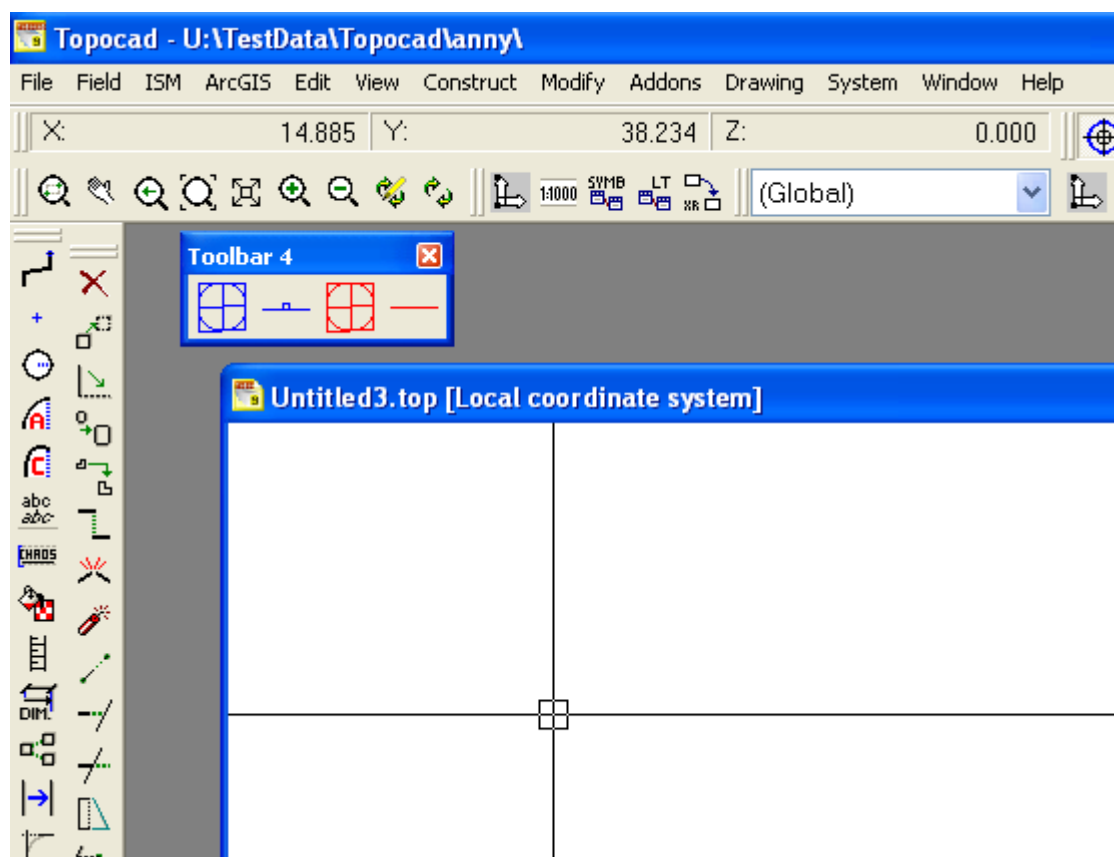 Topocad - U:\TestData\Topocad\anny\
File Field ISM ArcGIS Edit View Construct Modify Addons Drawing System Window Help
X: 14.885 Y: 38.234 Z: 0.000
1:1000 SYMB LT XR (Global)
Toolbar 4
Untitled3.top [Local coordinate system]
A
C
abc
abc
CHAOS
DIM.